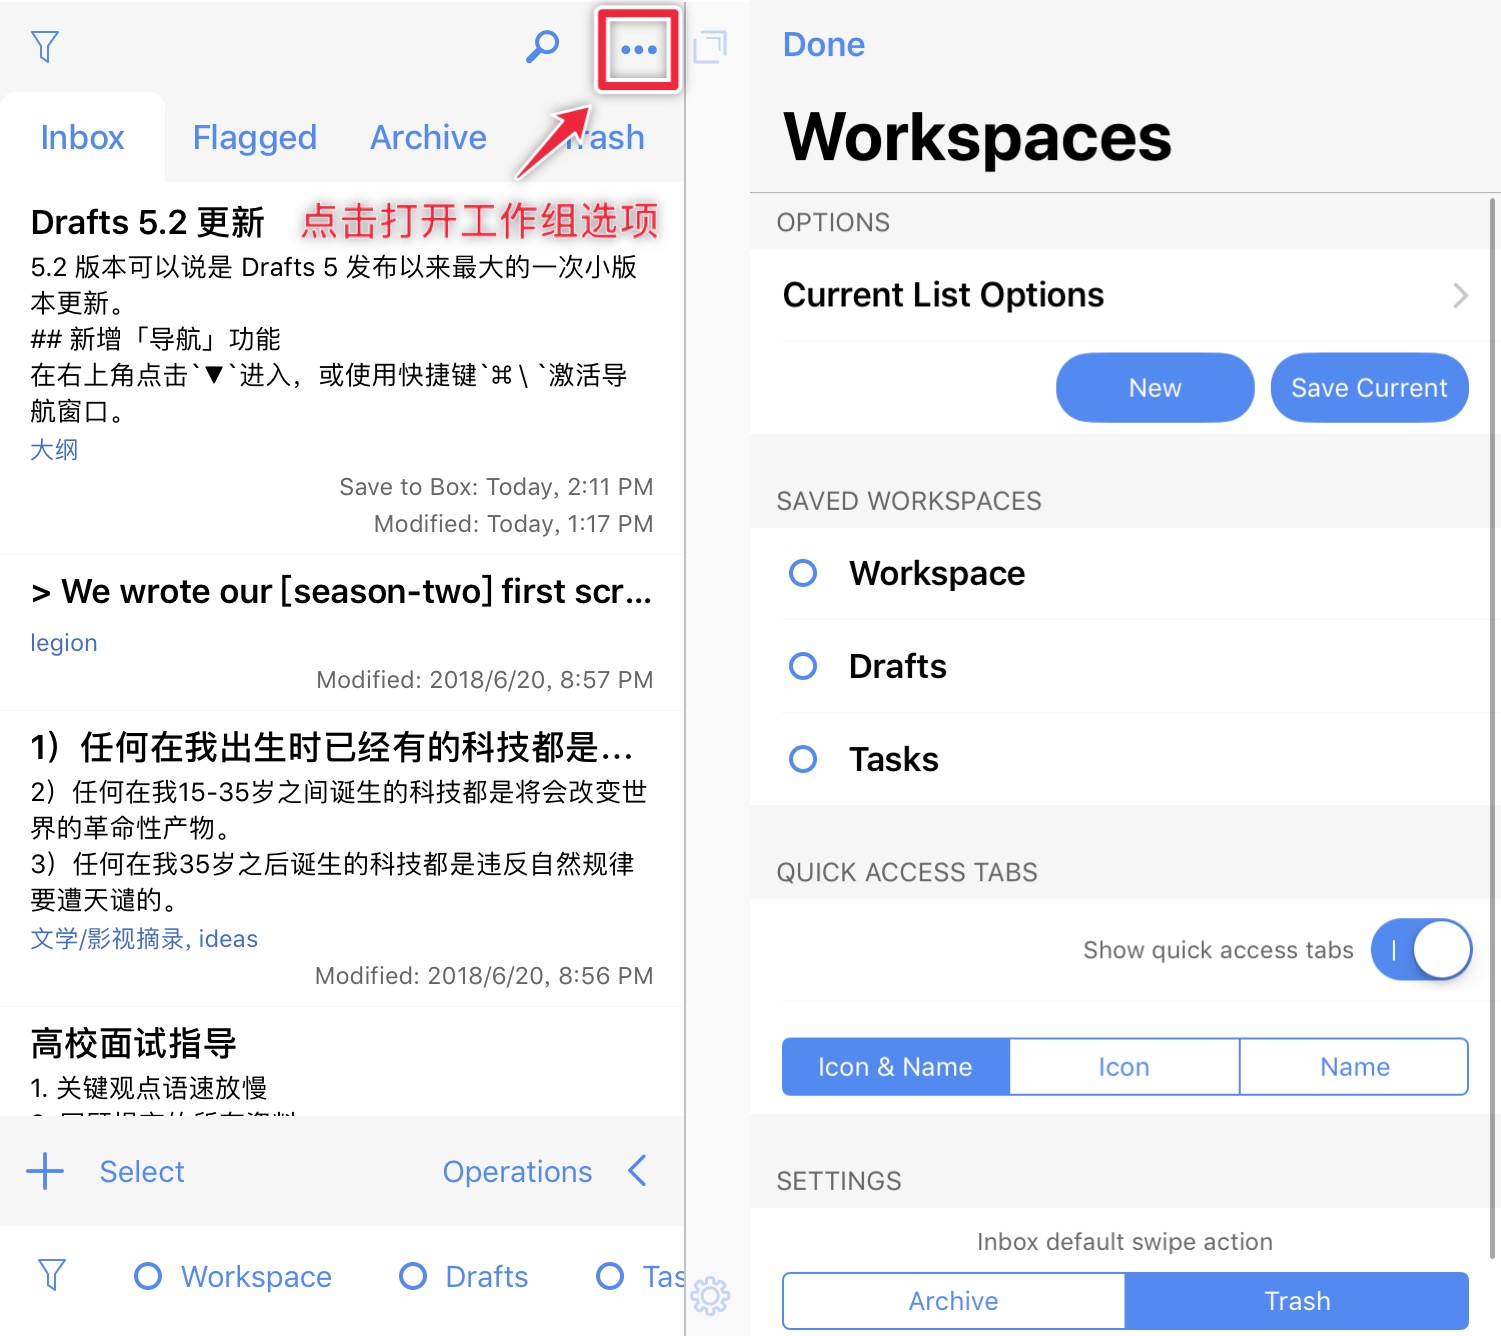 Inbox
Flagged
Archive
Trash
点击打开工作组选项
Drafts 5.2 更新
5.2 版本可以说是 Drafts 5 发布以来最大的一次小版
本更新。
## 新增「导航」功能
在右上角点击`▼`进入，或使用快捷键`⌘\ `激活导
航窗口。
大纲
Save to Box: Today, 2:11 PM
Modified: Today, 1:17 PM
> We wrote our [season-two] first scr...
legion
Modified: 2018/6/20, 8:57 PM
1）任何在我出生时已经有的科技都是...
2）任何在我15-35岁之间诞生的科技都是将会改变世
界的革命性产物。
3）任何在我35岁之后诞生的科技都是违反自然规律
要遭天谴的。
文学/影视摘录, ideas
Modified: 2018/6/20, 8:56 PM
高校面试指导
1. 关键观点语速放慢
Select
Operations
Workspace
Drafts
Tas
Done
Workspaces
OPTIONS
Current List Options
New
Save Current
SAVED WORKSPACES
Workspace
Drafts
Tasks
QUICK ACCESS TABS
Show quick access tabs
Icon & Name
Icon
Name
SETTINGS
Inbox default swipe action
Archive
Trash